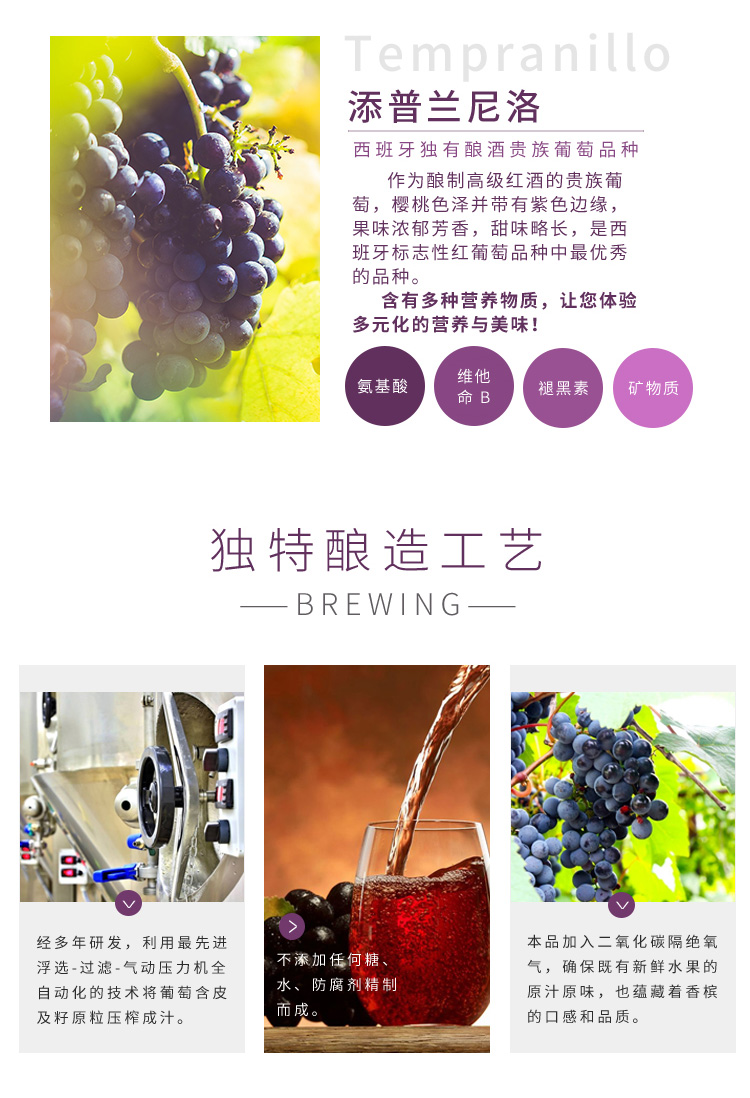 Tempranillo
添普兰尼洛
西班牙独有酿酒贵族葡萄品种
作为酿制高级红酒的贵族葡
萄，樱桃色泽并带有紫色边缘，
果味浓郁芳香，甜味略长，是西
班牙标志性红葡萄品种中最优秀
的品种。
含有多种营养物质，让您体验
多元化的营养与美味！
氨基酸
维他
命 B
褪黑素
矿物质
独特酿造工艺
BREWING
经多年研发，利用最先进
浮选-过滤-气动压力机全
自动化的技术将葡萄含皮
及籽原粒压榨成汁。
不添加任何糖、
水、防腐剂精制
而成。
本品加入二氧化碳隔绝氧
气，确保既有新鲜水果的
原汁原味，也蕴藏着香槟
的口感和品质。